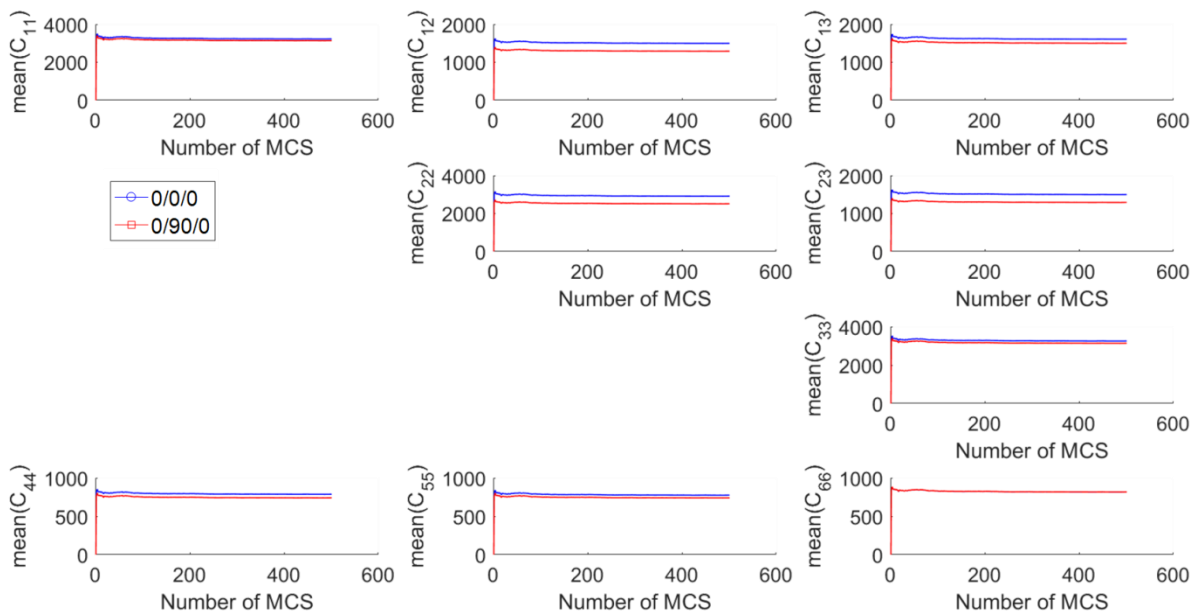 mean(C11)
4000
2000
0
0 200 400 600
Number of MCS
mean(C12)
2000
1000
0
0 200 400 600
Number of MCS
mean(C13)
2000
1000
0
0 200 400 600
Number of MCS
0/0/0
0/90/0
mean(C22)
4000
2000
0
0 200 400 600
Number of MCS
mean(C23)
2000
1000
0
0 200 400 600
Number of MCS
mean(C33)
4000
2000
0
0 200 400 600
Number of MCS
mean(C44)
1000
500
0
0 200 400 600
Number of MCS
mean(C55)
1000
500
0
0 200 400 600
Number of MCS
mean(C66)
1000
500
0
0 200 400 600
Number of MCS